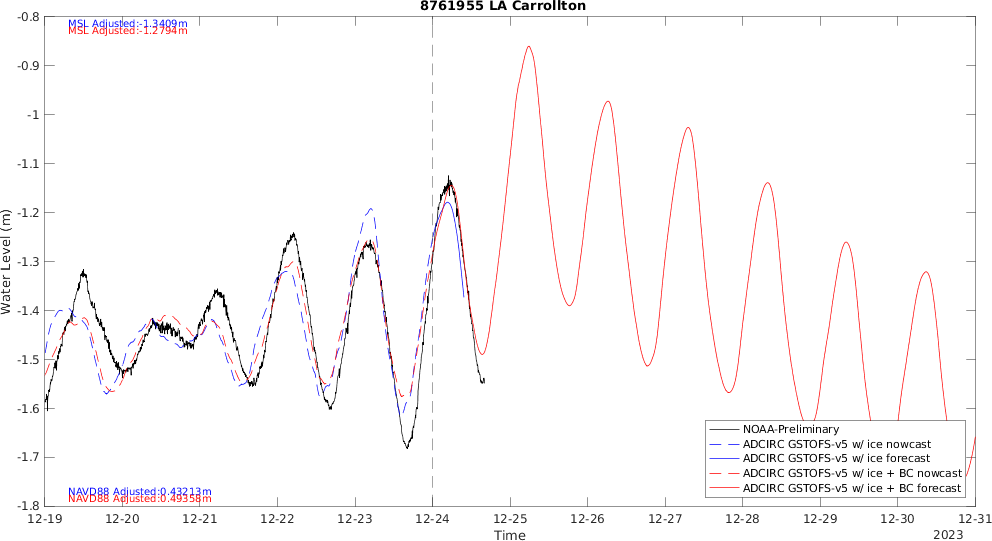 8761955 LA Carrollton
MSL Adjusted:-1.3409m
MSL Adjusted:-1.2794m
-0.8
-0.9
-1
-1.1
-1.2
-1.3
-1.4
-1.5
-1.6
-1.7
-1.8
Water Level (m)
NOAA-Preliminary
ADCIRC GSTOFS-v5 w/ ice nowcast
ADCIRC GSTOFS-v5 w/ ice forecast
ADCIRC GSTOFS-v5 w/ ice + BC nowcast
ADCIRC GSTOFS-v5 w/ ice + BC forecast
NAVD88 Adjusted:0.43213m
NAVD88 Adjusted:0.49358m
12-19 12-20 12-21 12-22 12-23 12-24 12-25 12-26 12-27 12-28 12-29 12-30 12-31
Time
2023